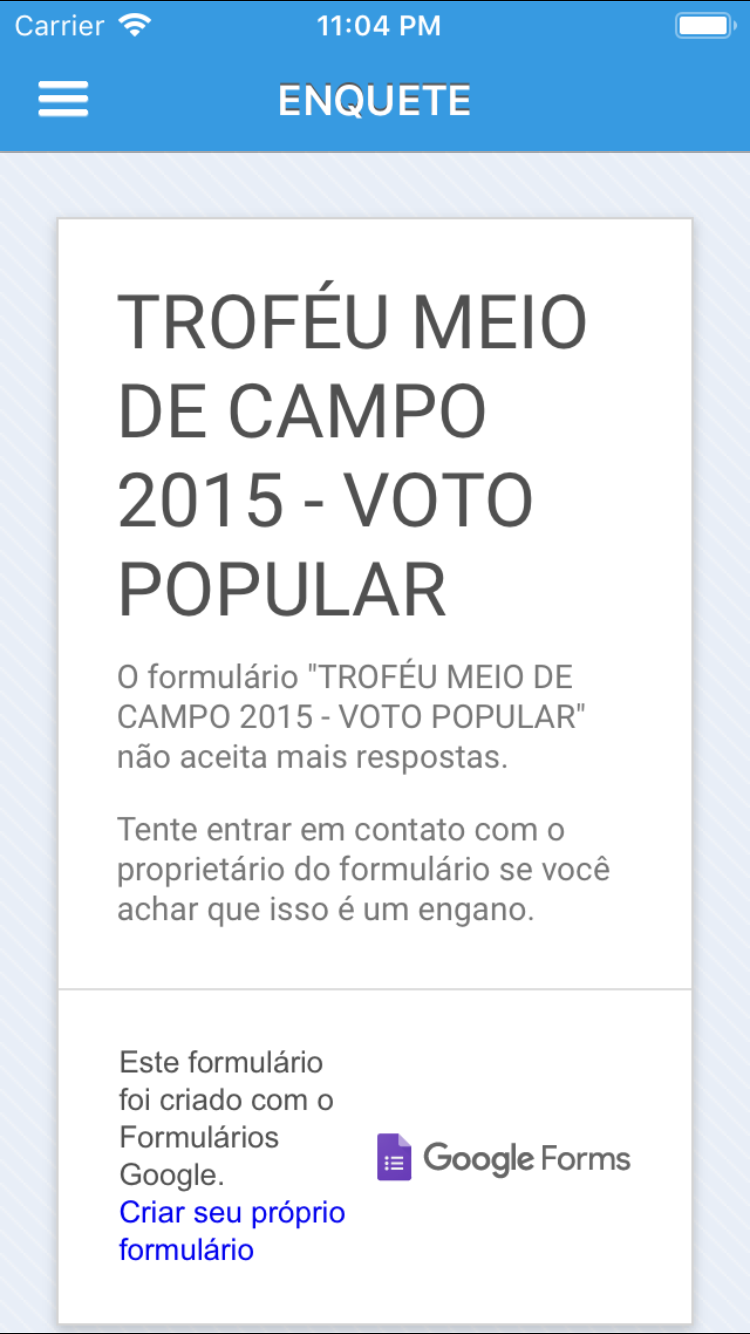 Carrier 11:04 PM
ENQUETE
TROFÉU MEIO
DE CAMPO
2015 - VOTO
POPULAR
O formulário "TROFÉU MEIO DE
CAMPO 2015 - VOTO POPULAR"
não aceita mais respostas.
Tente entrar em contato com o
proprietário do formulário se você
achar que isso é um engano.
Este formulário
foi criado com o
Formulários
Google.
Criar seu próprio
formulário
Google Forms